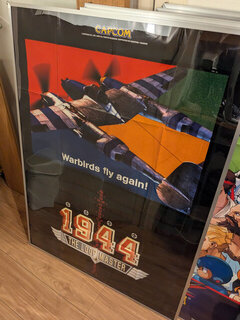 CAPCOM
Warbirds fly again!
1944
THE LOOP MASTER